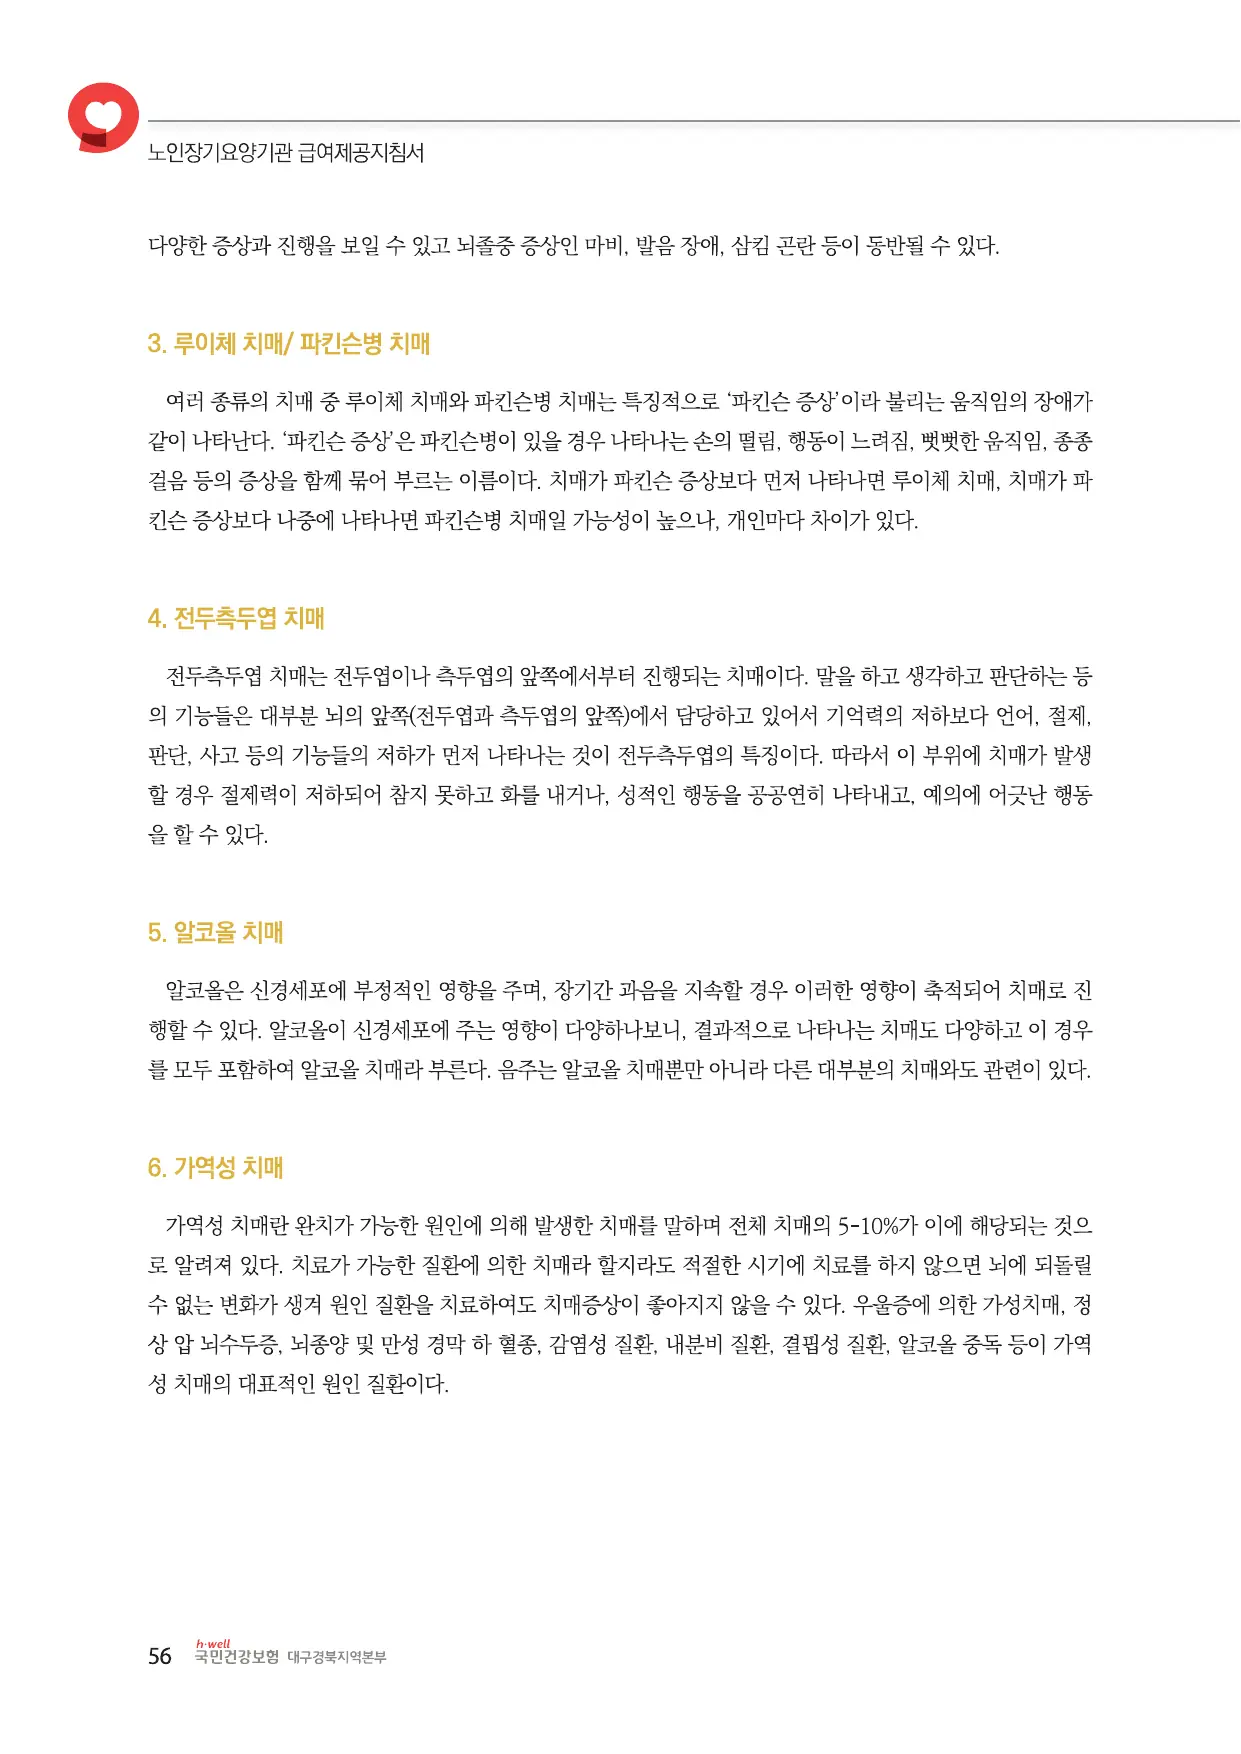 노인장기요양기관 급여제공지침서
다양한 증상과 진행을 보일 수 있고 뇌졸중 증상인 마비, 발음 장애, 삼킴 곤란 등이 동반될 수 있다.
3. 루이체 치매/ 파킨슨병 치매
여러 종류의 치매 중 루이체 치매와 파킨슨병 치매는 특징적으로 ‘파킨슨 증상’이라 불리는 움직임의 장애가
같이 나타난다. ‘파킨슨 증상’은 파킨슨병이 있을 경우 나타나는 손의 떨림, 행동이 느려짐, 뻣뻣한 움직임, 종종
걸음 등의 증상을 함께 묶어 부르는 이름이다. 치매가 파킨슨 증상보다 먼저 나타나면 루이체 치매, 치매가 파
킨슨 증상보다 나중에 나타나면 파킨슨병 치매일 가능성이 높으나, 개인마다 차이가 있다.
4. 전두측두엽 치매
전두측두엽 치매는 전두엽이나 측두엽의 앞쪽에서부터 진행되는 치매이다. 말을 하고 생각하고 판단하는 등
의 기능들은 대부분 뇌의 앞쪽(전두엽과 측두엽의 앞쪽)에서 담당하고 있어서 기억력의 저하보다 언어, 절제,
판단, 사고 등의 기능들의 저하가 먼저 나타나는 것이 전두측두엽의 특징이다. 따라서 이 부위에 치매가 발생
할 경우 절제력이 저하되어 참지 못하고 화를 내거나, 성적인 행동을 공공연히 나타내고, 예의에 어긋난 행동
을 할 수 있다.
5. 알코올 치매
알코올은 신경세포에 부정적인 영향을 주며, 장기간 과음을 지속할 경우 이러한 영향이 축적되어 치매로 진
행할 수 있다. 알코올이 신경세포에 주는 영향이 다양하나보니, 결과적으로 나타나는 치매도 다양하고 이 경우
를 모두 포함하여 알코올 치매라 부른다. 음주는 알코올 치매뿐만 아니라 다른 대부분의 치매와도 관련이 있다.
6. 가역성 치매
가역성 치매란 완치가 가능한 원인에 의해 발생한 치매를 말하며 전체 치매의 5-10%가 이에 해당되는 것으
로 알려져 있다. 치료가 가능한 질환에 의한 치매라 할지라도 적절한 시기에 치료를 하지 않으면 뇌에 되돌릴
수 없는 변화가 생겨 원인 질환을 치료하여도 치매증상이 좋아지지 않을 수 있다. 우울증에 의한 가성치매, 정
상 압 뇌수두증, 뇌종양 및 만성 경막 하 혈종, 감염성 질환, 내분비 질환, 결핍성 질환, 알코올 중독 등이 가역
성 치매의 대표적인 원인 질환이다.
56 h·well 국민건강보험 대구경북지역본부